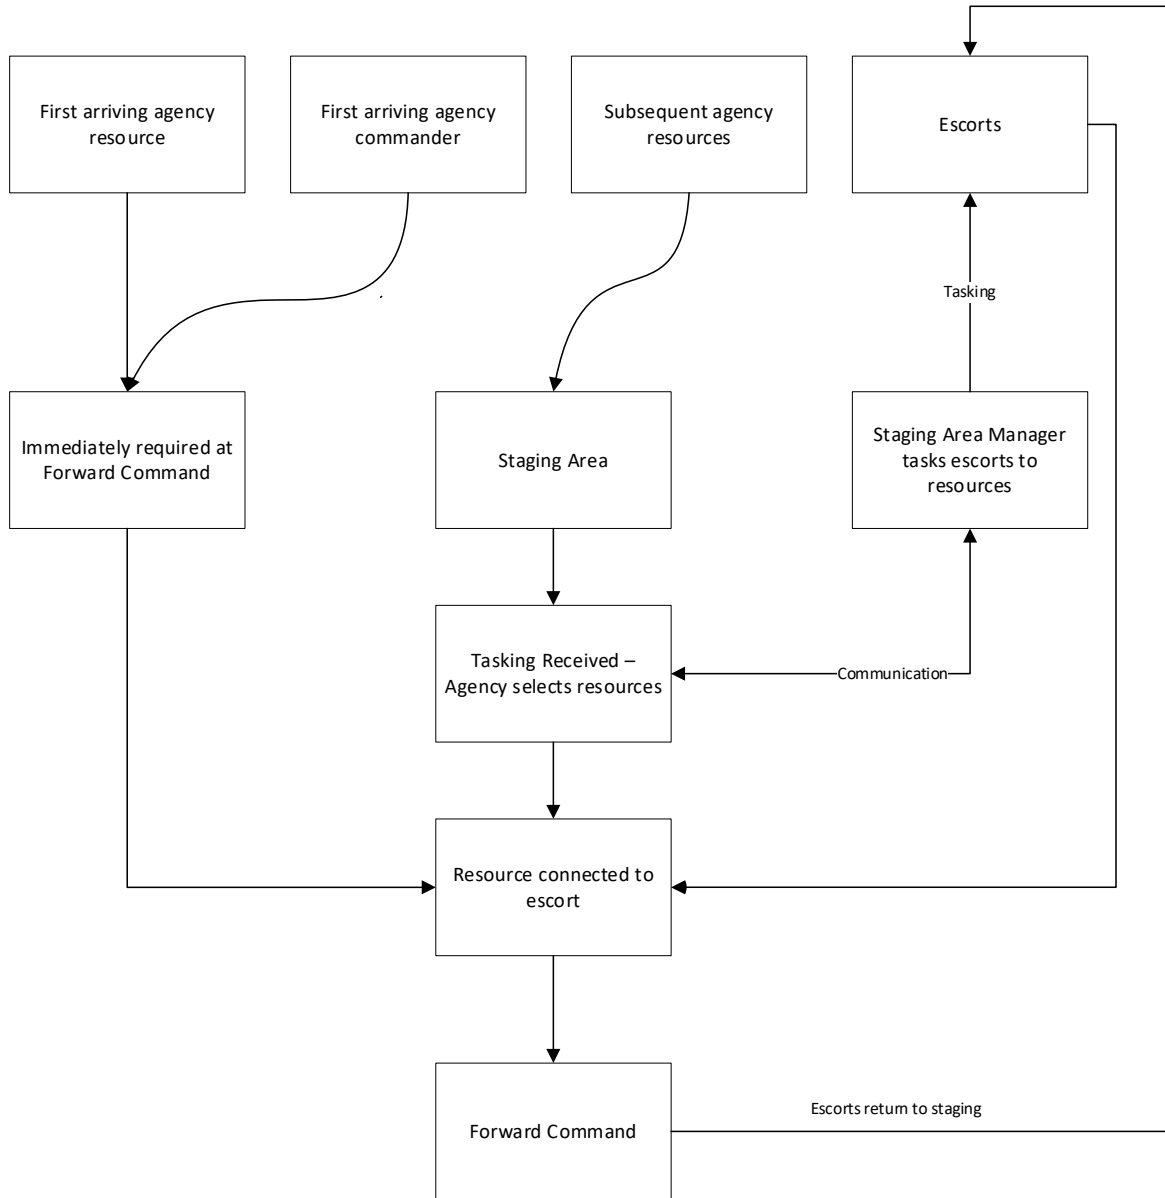 First arriving agency
resource
First arriving agency
commander
Subsequent agency
resources
Escorts
Tasking
Immediately required at
Forward Command
Staging Area
Staging Area Manager
tasks escorts to
resources
Tasking Received –
Agency selects resources
Communication
Resource connected to
escort
Escorts return to staging
Forward Command